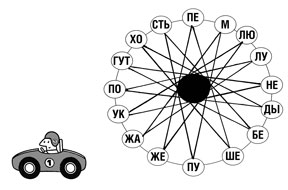 ПЕ
М
ЛЮ
ЛУ
НЕ
ДЫ
БЕ
ШЕ
ПУ
ЖЕ
ЖА
УК
ПО
ГУТ
ХО
СТЬ
1